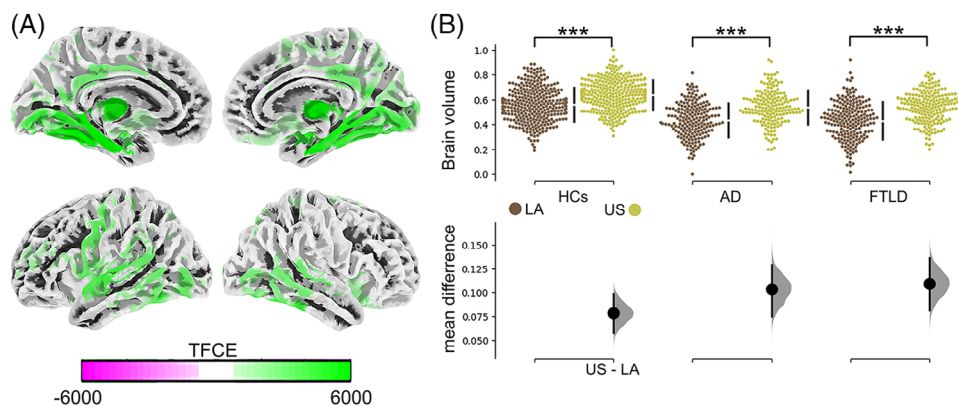 (A)
TFCE
-6000 6000
(B)
*** *** ***
Brain volume
1.0
0.8
0.6
0.4
0.2
0.0
HCs AD FTLD
LA US
mean differrence
0.150
0.125
0.100
0.075
0.050
US - LA